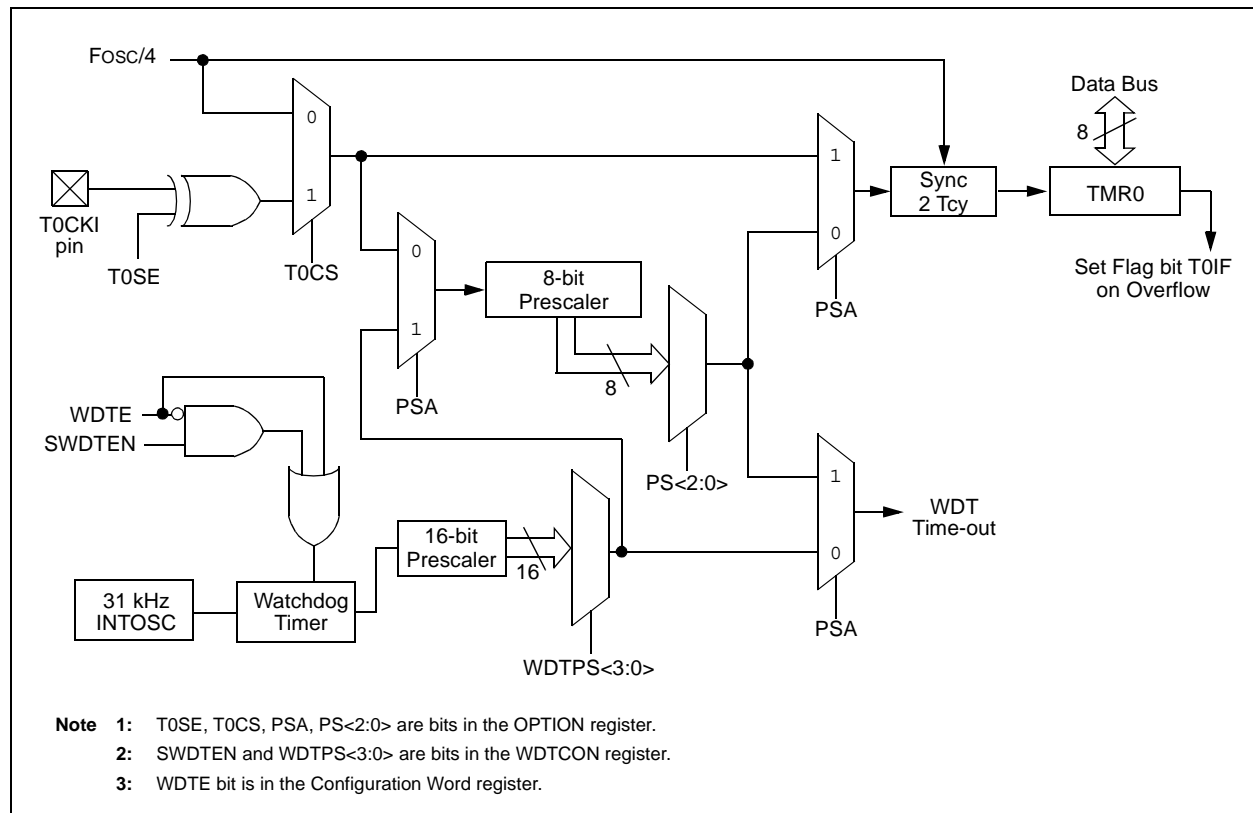 FOSC/4
Data Bus
8
0
1
T0CKI
pin
T0SE
T0CS
1
0
PSA
Sync
2 Tcy
TMR0
Set Flag bit T0IF
on Overflow
0
1
PSA
8-bit
Prescaler
8
PS<2:0>
WDTE
SWDTEN
16-bit
Prescaler
16
WDTPS<3:0>
31 kHz
INTOSC
Watchdog
Timer
1
0
PSA
WDT
Time-out
Note 1: T0SE, T0CS, PSA, PS<2:0> are bits in the OPTION register.
2: SWDTEN and WDTPS<3:0> are bits in the WDTCON register.
3: WDTE bit is in the Configuration Word register.